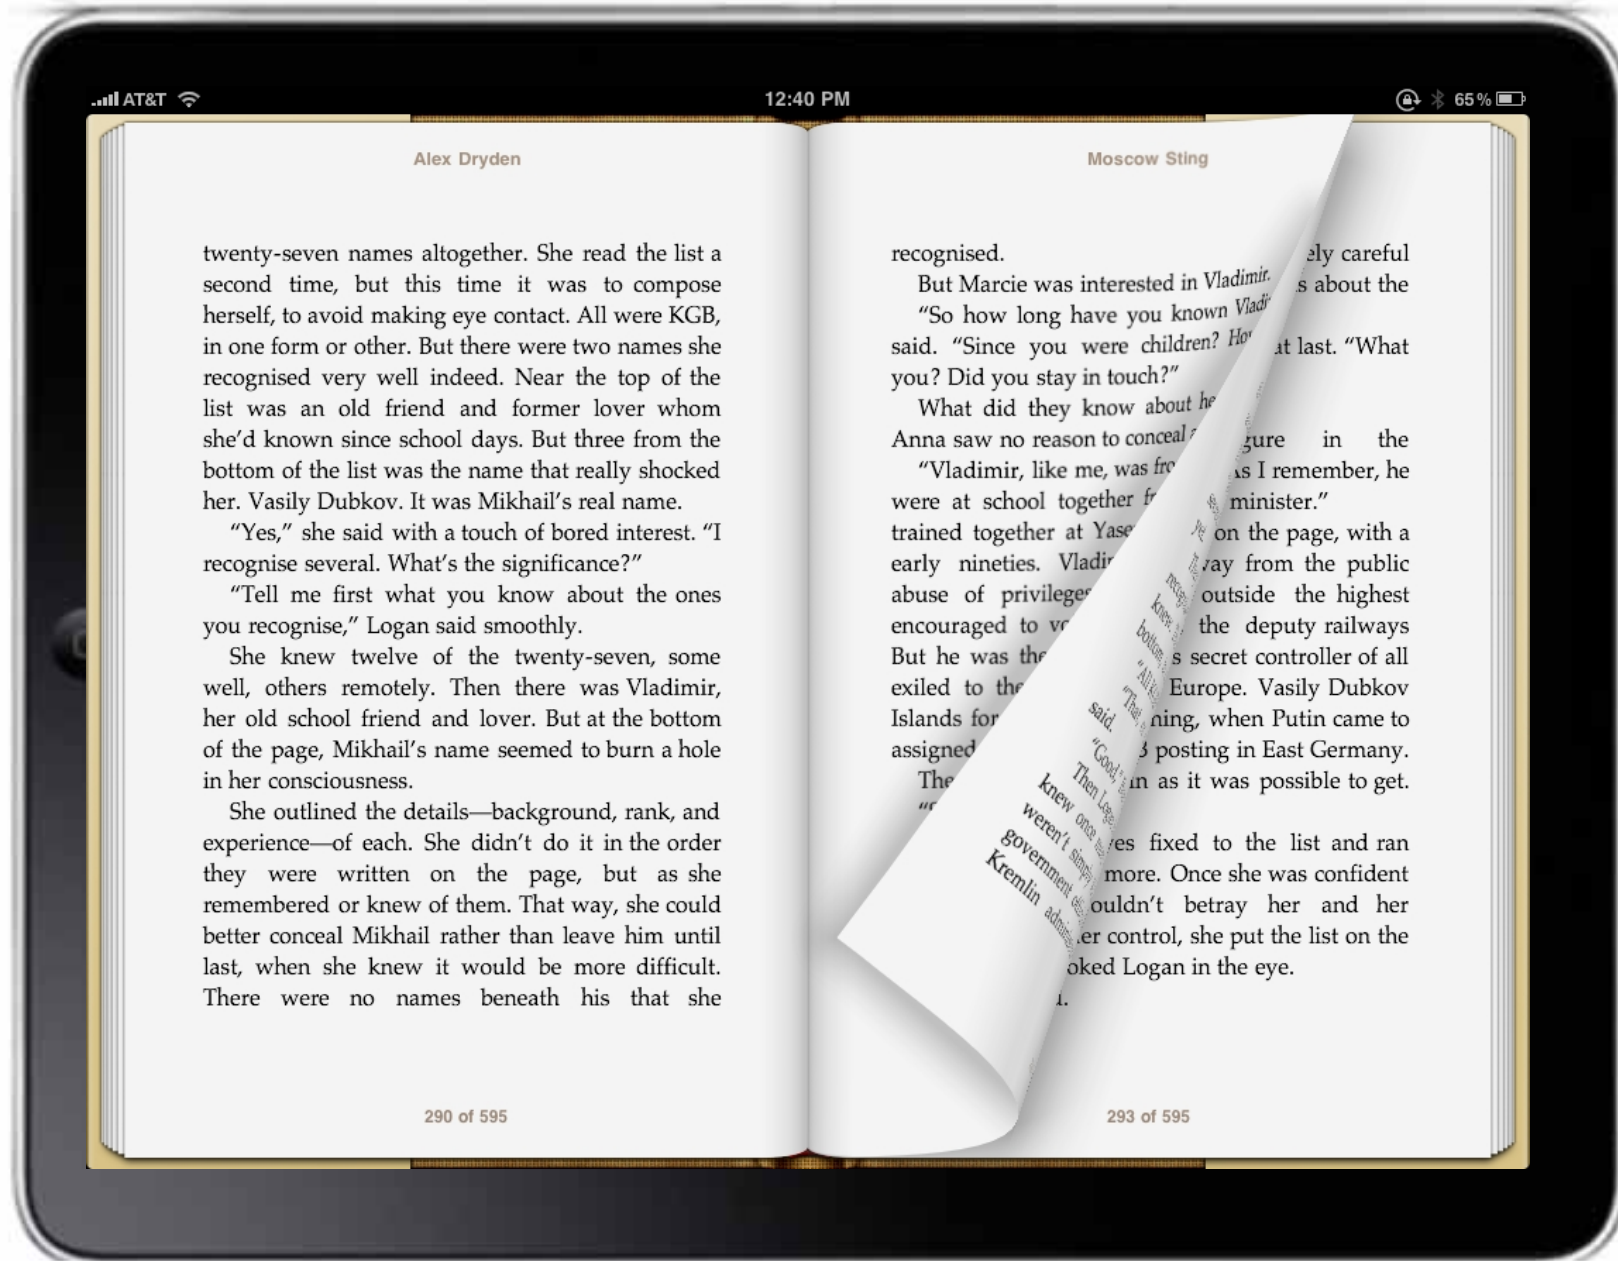 AT&T
12:40 PM
65%
Alex Dryden
twenty-seven names altogether. She read the list a
second time, but this time it was to compose
herself, to avoid making eye contact. All were KGB,
in one form or other. But there were two names she
recognised very well indeed. Near the top of the
list was an old friend and former lover whom
she’d known since school days. But three from the
bottom of the list was the name that really shocked
her. Vasily Dubkov. It was Mikhail’s real name.
“Yes,” she said with a touch of bored interest. “I
recognise several. What’s the significance?”
“Tell me first what you know about the ones
you recognise,” Logan said smoothly.
She knew twelve of the twenty-seven, some
well, others remotely. Then there was Vladimir,
her old school friend and lover. But at the bottom
of the page, Mikhail’s name seemed to burn a hole
in her consciousness.
She outlined the details—background, rank, and
experience—of each. She didn’t do it in the order
they were written on the page, but as she
remembered or knew of them. That way, she could
better conceal Mikhail rather than leave him until
last, when she knew it would be more difficult.
There were no names beneath his that she
290 of 595
Moscow Sting
recognised.
But Marcie was interested in Vladimir.
“So how long have you known
said. “Since you were children?
you? Did you stay in touch?”
What did they know about
Anna saw no reason to conceal
“Vladimir, like me, was
were at school together
trained together at
early nineties.
abuse of
encouraged to
But he was
exiled to
Islands for
assigned
careful
about the
at last. “What
in the
As I remember, he
minister.”
on the page, with a
from the public
outside the highest
the deputy railways
secret controller of all
Europe. Vasily Dubkov
when Putin came to
posting in East Germany.
as it was possible to get.
fixed to the list and ran
more. Once she was confident
betray her and her
control, she put the list on the
Logan in the eye.
bottom
said.
“Good,
Then
knew once
weren’t simply
government
Kremlin
293 of 595